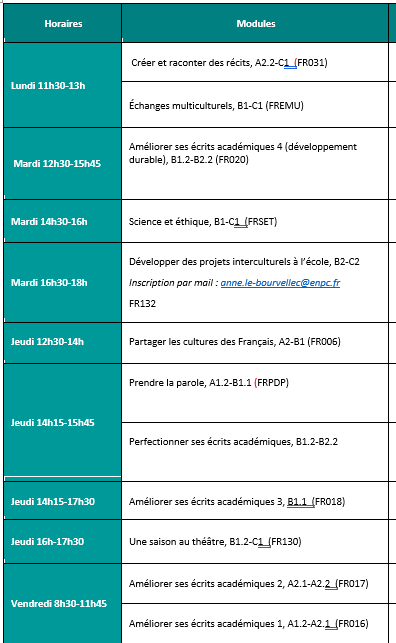 Horaires
Modules
Lundi 11h30-13h
Créer et raconter des récits, A2.2-C1 (FR031)
Échanges multiculturels, B1-C1 (FREMU)
Mardi 12h30-15h45
Améliorer ses écrits académiques 4 (développement
durable), B1.2-B2.2 (FR020)
Mardi 14h30-16h
Science et éthique, B1-C1 (FRSET)
Mardi 16h30-18h
Développer des projets interculturels à l'école, B2-C2
Inscription par mail : anne.le-bourvellec@enpc.fr
FR132
Jeudi 12h30-14h
Partager les cultures des Français, A2-B1 (FR006)
Jeudi 14h15-15h45
Prendre la parole, A1.2-B1.1 (FRPDP)
Perfectionner ses écrits académiques, B1.2-B2.2
Jeudi 14h15-17h30
Améliorer ses écrits académiques 3, B1.1 (FR018)
Jeudi 16h-17h30
Une saison au théâtre, B1.2-C1 (FR130)
Vendredi 8h30-11h45
Améliorer ses écrits académiques 2, A2.1-A2.2 (FR017)
Améliorer ses écrits académiques 1, A1.2-A2.1 (FR016)